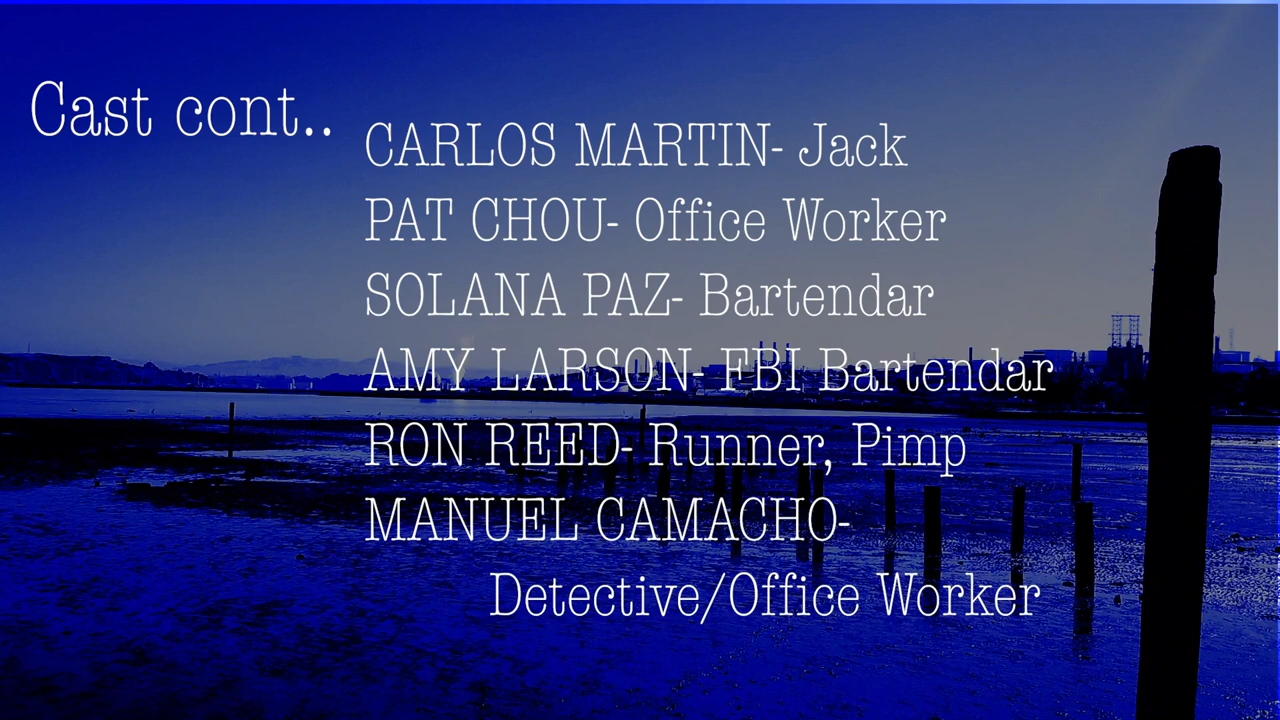 Cast cont..
CARLOS MARTIN- Jack
PAT CHOU- Office Worker
SOLANA PAZ- Bartendar
AMY LARSON- FBI Bartendar
RON REED- Runner, Pimp
MANUEL CAMACHO-
Detective/Office Worker